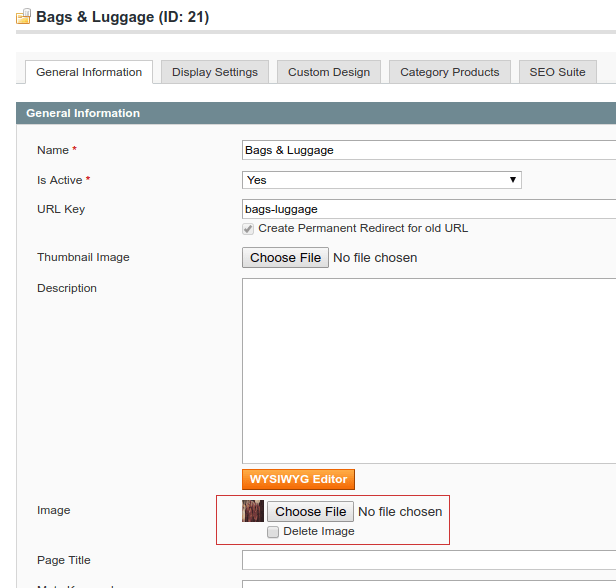 Bags & Luggage (ID: 21)
General Information Display Settings Custom Design Category Products SEO Suite
General Information
Name *
Bags & Luggage
Is Active *
Yes
URL Key
bags-luggage
Create Permanent Redirect for old URL
Thumbnail Image
Choose File No file chosen
Description
WYSIWYG Editor
Image
Choose File No file chosen
Delete Image
Page Title